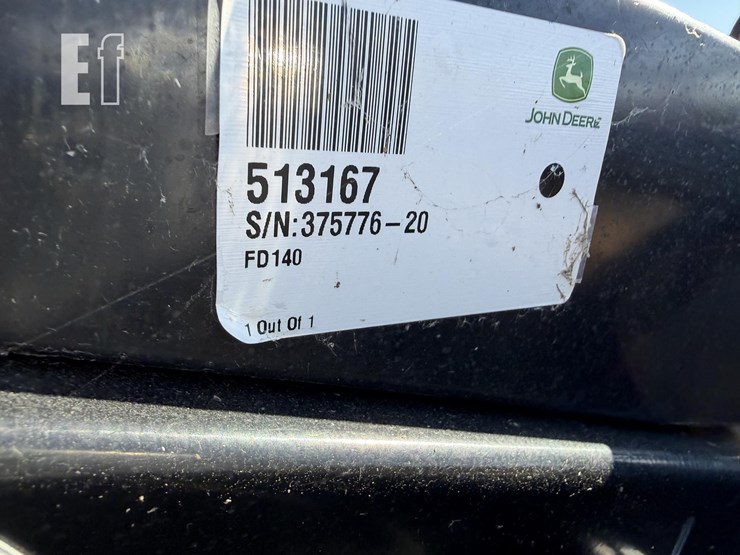 Ef
JOHN DEERE
513167
S/N:375776-20
FD140
1 Out Of 1